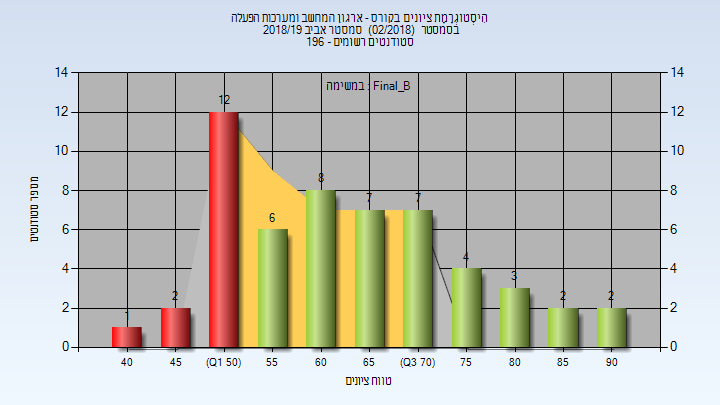 היסטוגרמת ציונים בקורס - ארגון המחשב ומערכות הפעלה
בסמסטר (02/2018) סמסטר אביב 2018/19
סטודנטים רשומים - 196
במשימה : Final_B
מספר סטודנטים
14 14
12 12
10 10
8 8
6 6
4 4
2 2
0 0
1 2 12 6 8 7 7 4 3 2 2
40 45 (Q1 50) 55 60 65 (Q3 70) 75 80 85 90
טווח ציונים